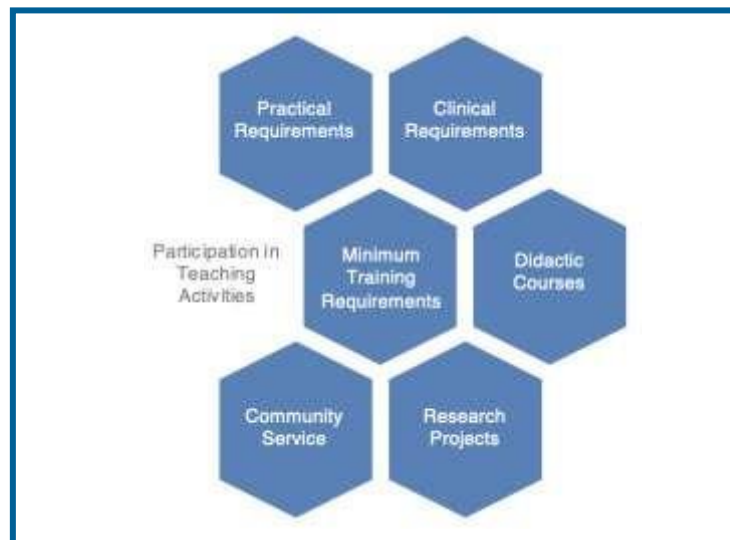 Practical
Requirements
Clinical
Requirements
Participation in
Teaching
Activities
Minimum
Training
Requirements
Didactic
Courses
Community
Service
Research
Projects